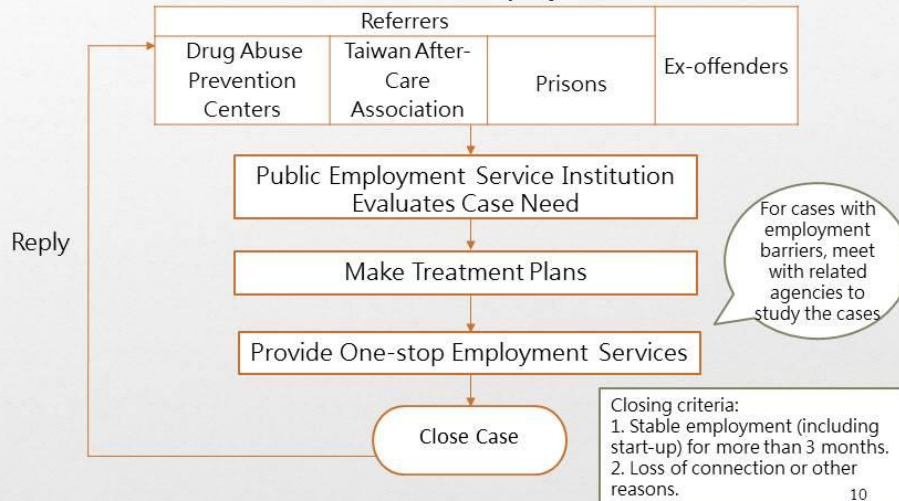 Referrers
Drug Abuse
Prevention
Centers
Taiwan After-
Care
Association
Prisons
Ex-offenders
Public Employment Service Institution
Evaluates Case Need
Reply
For cases with
employment
barriers, meet
with related
agencies to
study the cases
Make Treatment Plans
Provide One-stop Employment Services
Close Case
Closing criteria:
1. Stable employment (including
start-up) for more than 3 months.
2. Loss of connection or other
reasons.
10